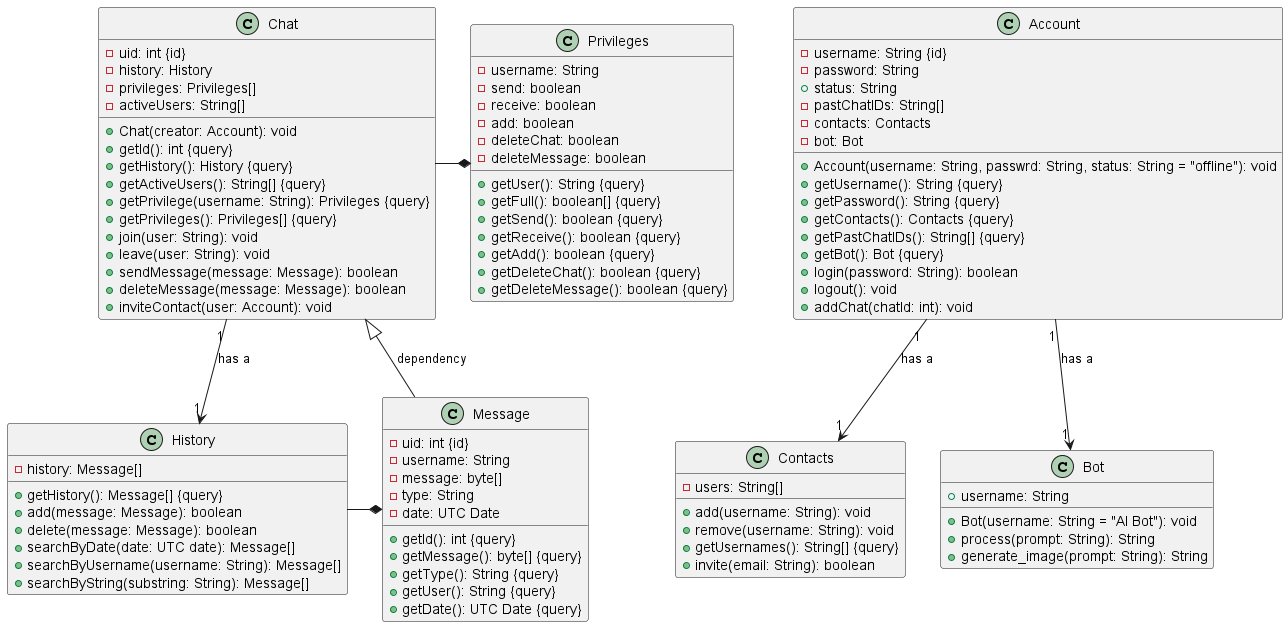 C Chat
uid: int {id}
history: History
privileges: Privileges[]
activeUsers: String[]
Chat(creator: Account): void
getId(): int {query}
getHistory(): History {query}
getActiveUsers(): String[] {query}
getPrivilege(username: String): Privileges {query}
getPrivileges(): Privileges[] {query}
join(user: String): void
leave(user: String): void
sendMessage(message: Message): boolean
deleteMessage(message: Message): boolean
inviteContact(user: Account): void
C Privileges
username: String
send: boolean
receive: boolean
add: boolean
deleteChat: boolean
deleteMessage: boolean
getUser(): String {query}
getFull(): boolean[] {query}
getSend(): boolean {query}
getReceive(): boolean {query}
getAdd(): boolean {query}
getDeleteChat(): boolean {query}
getDeleteMessage(): boolean {query}
C Account
username: String {id}
password: String
status: String
pastChatIDs: String[]
contacts: Contacts
bot: Bot
Account(username: String, passwrd: String, status: String = "offline"): void
getUsername(): String {query}
getPassword(): String {query}
getContacts(): Contacts {query}
getPastChatIDs(): String[] {query}
getBot(): Bot {query}
login(password: String): boolean
logout(): void
addChat(chatId: int): void
1
has a
1
dependency
1
has a
1
1
has a
1
C History
history: Message[]
getHistory(): Message[] {query}
add(message: Message): boolean
delete(message: Message): boolean
searchByDate(date: UTC date): Message[]
searchByUsername(username: String): Message[]
searchByString(substring: String): Message[]
C Message
uid: int {id}
username: String
message: byte[]
type: String
date: UTC Date
getId(): int {query}
getMessage(): byte[] {query}
getType(): String {query}
getUser(): String {query}
getDate(): UTC Date {query}
C Contacts
users: String[]
add(username: String): void
remove(username: String): void
getUsernames(): String[] {query}
invite(email: String): boolean
C Bot
username: String
Bot(username: String = "AI Bot"): void
process(prompt: String): String
generate_image(prompt: String): String